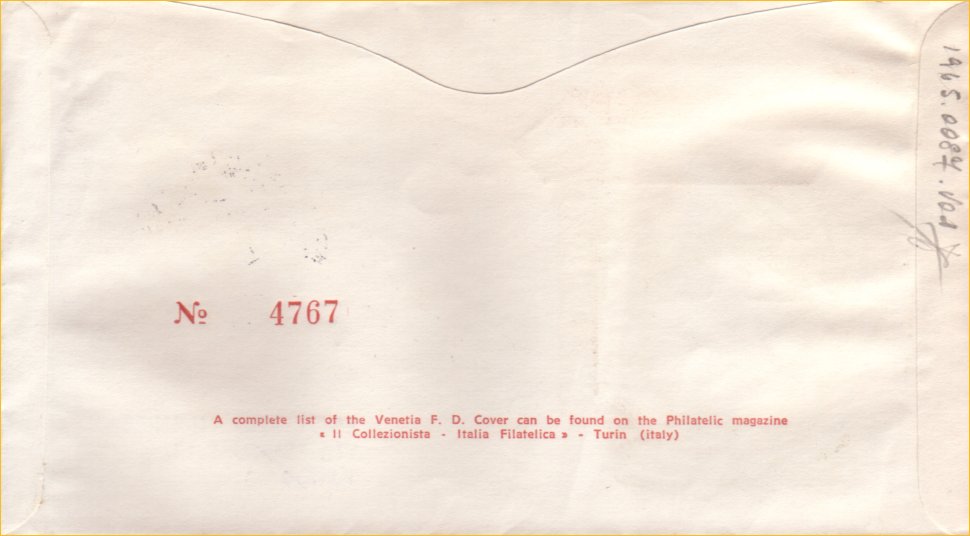 1965.0084.V01
№ 4767
A complete list of the Venetia F. D. Cover can be found on the Philatelic magazine
« Il Collezionista - Italia Filatelica » - Turin (italy)